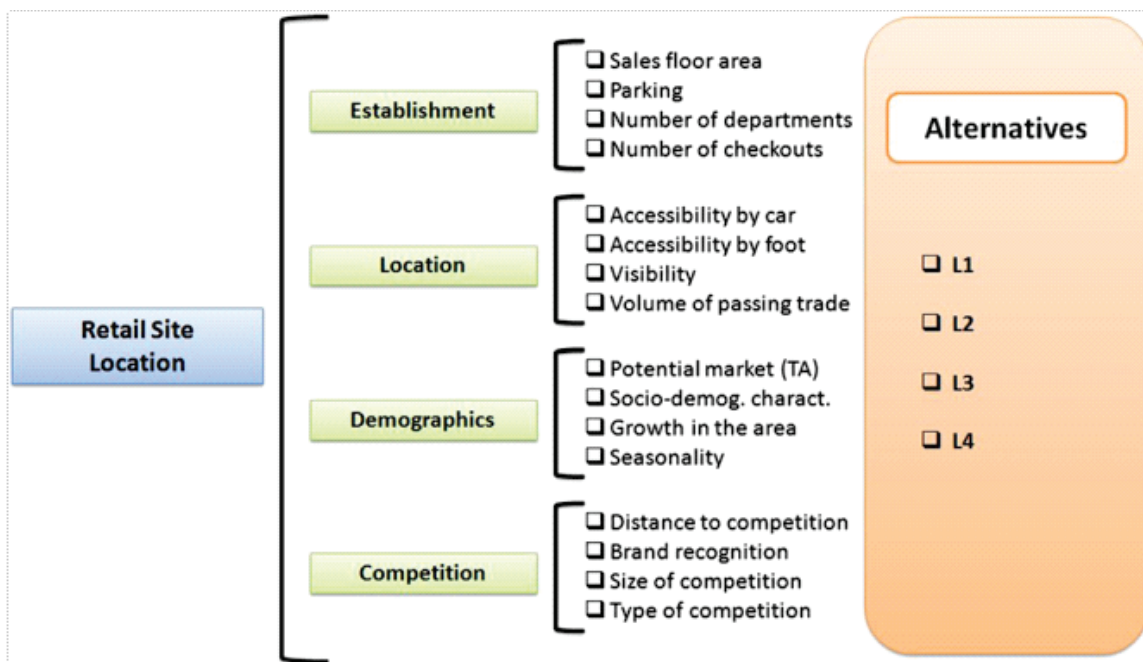 Retail Site
Location
Establishment
❑ Sales floor area
❑ Parking
❑ Number of departments
❑ Number of checkouts
Location
❑ Accessibility by car
❑ Accessibility by foot
❑ Visibility
❑ Volume of passing trade
Demographics
❑ Potential market (TA)
❑ Socio-demog. charact.
❑ Growth in the area
❑ Seasonality
Competition
❑ Distance to competition
❑ Brand recognition
❑ Size of competition
❑ Type of competition
Alternatives
❑ L1
❑ L2
❑ L3
❑ L4